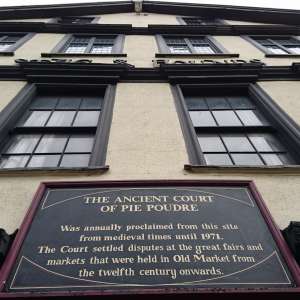 THE ANCIENT COURT
OF PIE POUDRE
Was annually proclaimed from this site
from medieval times until 1971.
The Court settled disputes at the great fairs and
markets that were held in Old Market from
the twelfth century onwards.